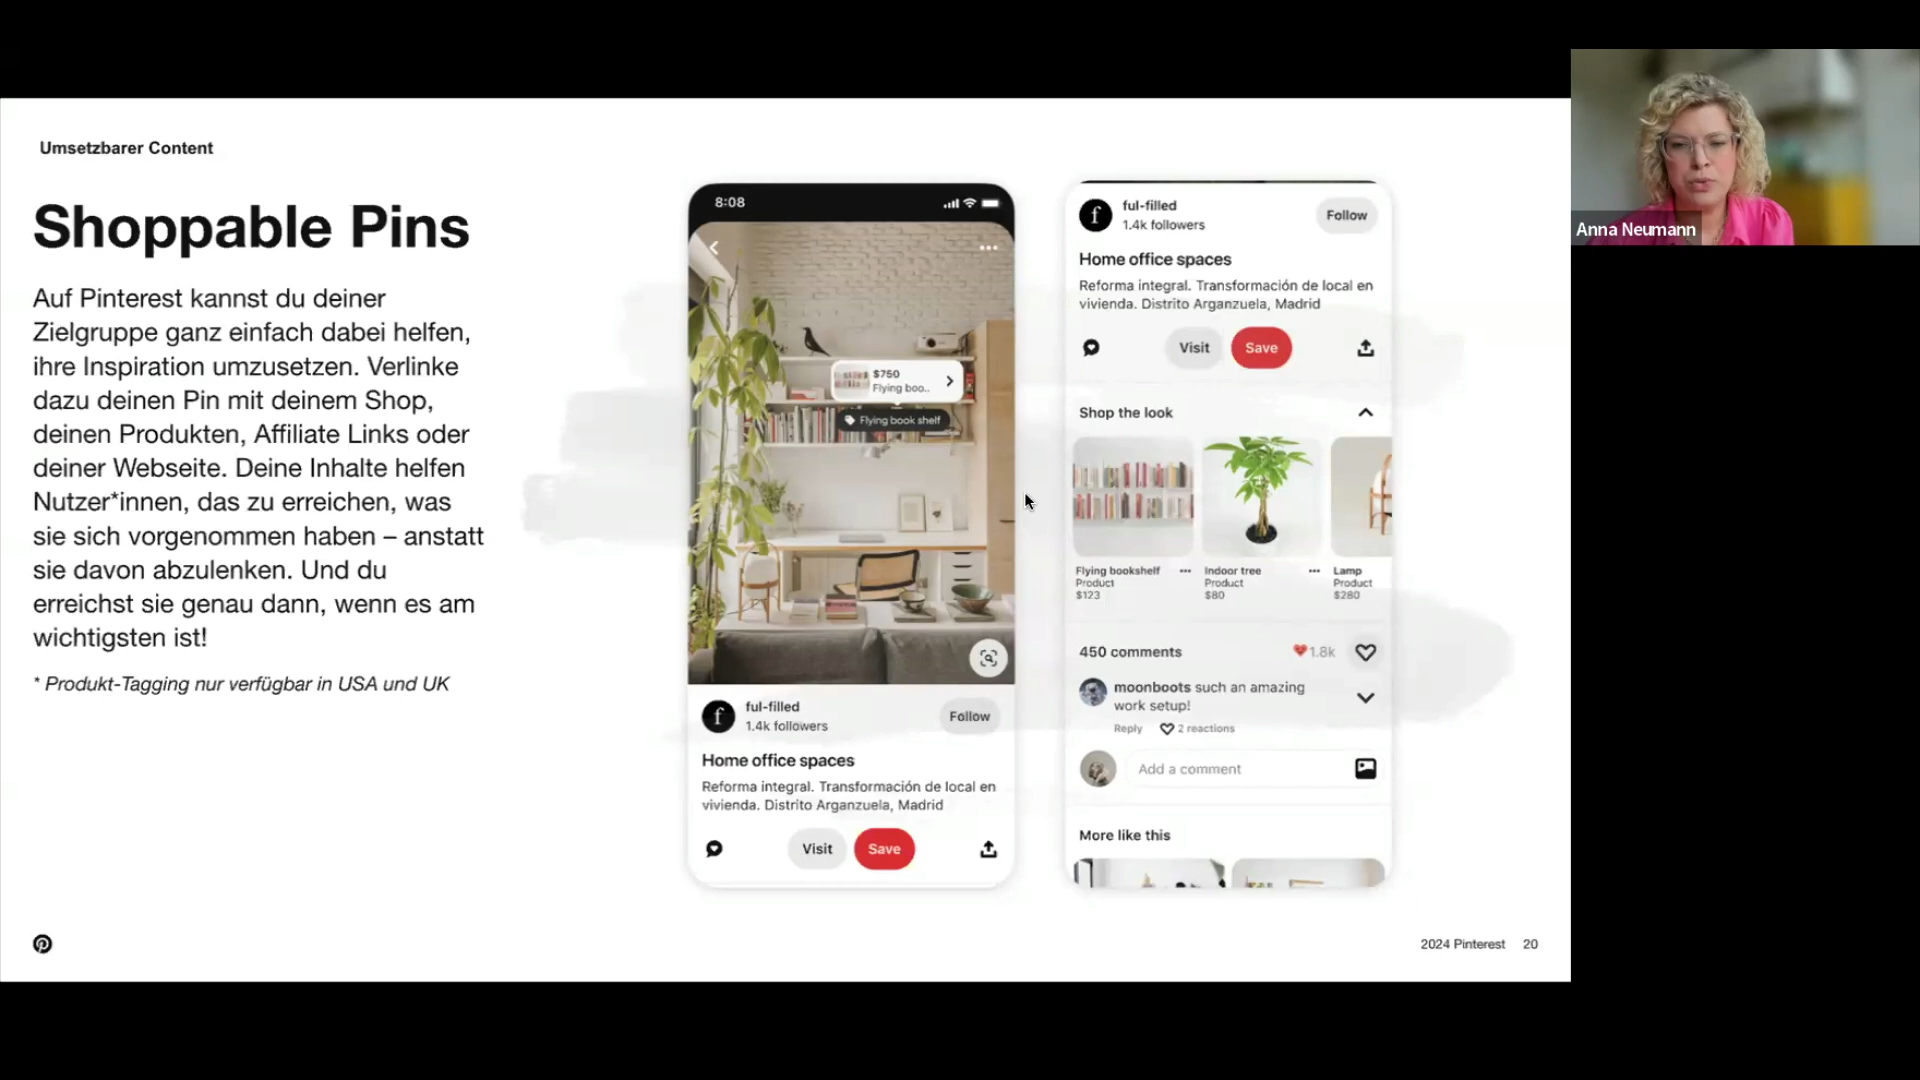 Umsetzbarer Content
Shoppable Pins
Auf Pinterest kannst du deiner
Zielgruppe ganz einfach dabei helfen,
ihre Inspiration umzusetzen. Verlinke
dazu deinen Pin mit deinem Shop,
deinen Produkten, Affiliate Links oder
deiner Webseite. Deine Inhalte helfen
Nutzer*innen, das zu erreichen, was
sie sich vorgenommen haben – anstatt
sie davon abzulenken. Und du
erreichst sie genau dann, wenn es am
wichtigsten ist!
* Produkt-Tagging nur verfügbar in USA und UK
8:08
$750
Flying boo..
Flying book shelf
f
ful-filled
1.4k followers
Follow
Home office spaces
Reforma integral. Transformación de local en
vivienda. Distrito Arganzuela, Madrid
Visit
Save
f
ful-filled
1.4k followers
Follow
Home office spaces
Reforma integral. Transformación de local en
vivienda. Distrito Arganzuela, Madrid
Visit
Save
Shop the look
Flying bookshelf
Product
$123
Indoor tree
Product
$80
Lamp
Product
$280
450 comments
1.8k
moonboots such an amazing
work setup!
Reply
2 reactions
Add a comment
More like this
2024 Pinterest
20
Anna Neumann